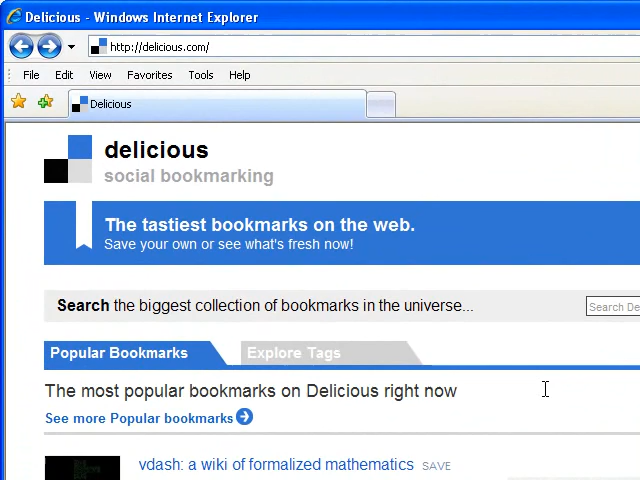 Delicious - Windows Internet Explorer
http://delicious.com/
File Edit View Favorites Tools Help
Delicious
delicious
social bookmarking
The tastiest bookmarks on the web.
Save your own or see what's fresh now!
Search the biggest collection of bookmarks in the universe...
Search De
Popular Bookmarks Explore Tags
The most popular bookmarks on Delicious right now
See more Popular bookmarks
vdash: a wiki of formalized mathematics SAVE